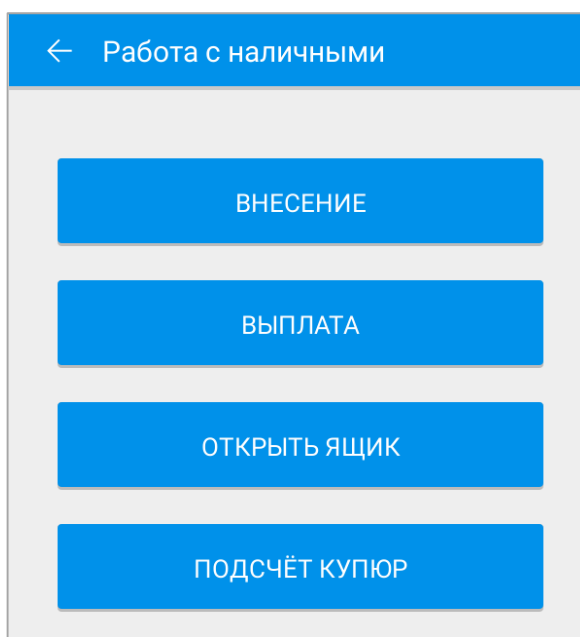 Работа с наличными
ВНЕСЕНИЕ
ВЫПЛАТА
ОТКРЫТЬ ЯЩИК
ПОДСЧЁТ КУПЮР